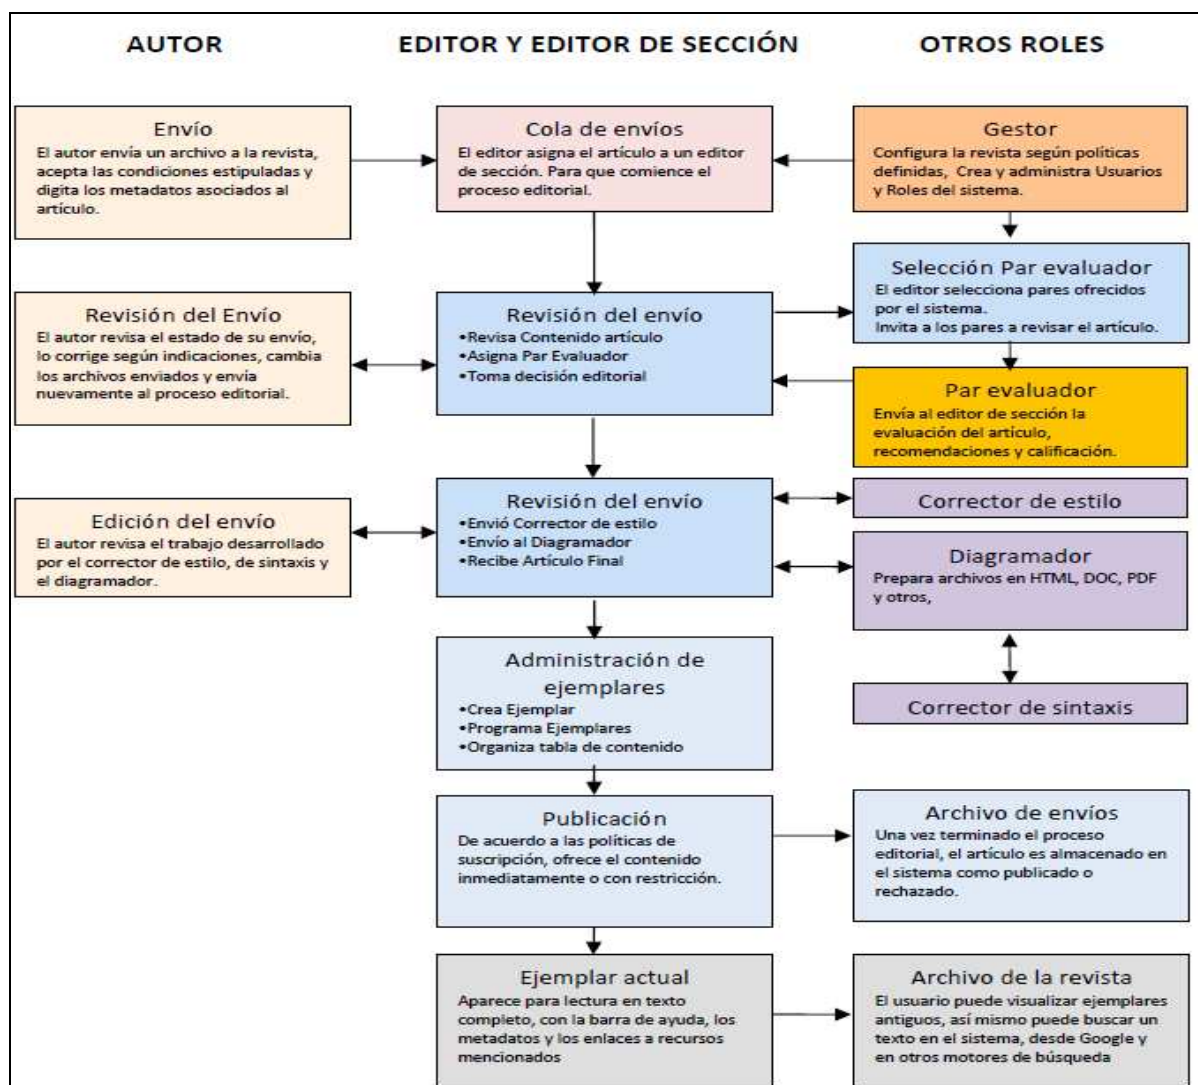 AUTOR
EDITOR Y EDITOR DE SECCIÓN
OTROS ROLES
Envío
El autor envía un archivo a la revista,
acepta las condiciones estipuladas y
digita los metadatos asociados al
artículo.
Cola de envíos
El editor asigna el artículo a un editor
de sección. Para que comience el
proceso editorial.
Gestor
Configura la revista según políticas
definidas, Crea y administra Usuarios
y Roles del sistema.
Selección Par evaluador
El editor selecciona pares ofrecidos
por el sistema.
Invita a los pares a revisar el artículo.
Revisión del Envío
El autor revisa el estado de su envío,
lo corrige según indicaciones, cambia
los archivos enviados y envía
nuevamente al proceso editorial.
Revisión del envío
•Revisa Contenido artículo
•Asigna Par Evaluador
•Toma decisión editorial
Par evaluador
Envía al editor de sección la
evaluación del artículo,
recomendaciones y calificación.
Edición del envío
El autor revisa el trabajo desarrollado
por el corrector de estilo, de sintaxis y
el diagramador.
Revisión del envío
•Envió Corrector de estilo
•Envío al Diagramador
•Recibe Artículo Final
Corrector de estilo
Diagramador
Prepara archivos en HTML, DOC, PDF
y otros,
Corrector de sintaxis
Administración de
ejemplares
•Crea Ejemplar
•Programa Ejemplares
•Organiza tabla de contenido
Publicación
De acuerdo a las políticas de
suscripción, ofrece el contenido
inmediatamente o con restricción.
Archivo de envíos
Una vez terminado el proceso
editorial, el artículo es almacenado en
el sistema como publicado o
rechazado.
Ejemplar actual
Aparece para lectura en texto
completo, con la barra de ayuda, los
metadatos y los enlaces a recursos
mencionados
Archivo de la revista
El usuario puede visualizar ejemplares
antiguos, así mismo puede buscar un
texto en el sistema, desde Google y
en otros motores de búsqueda